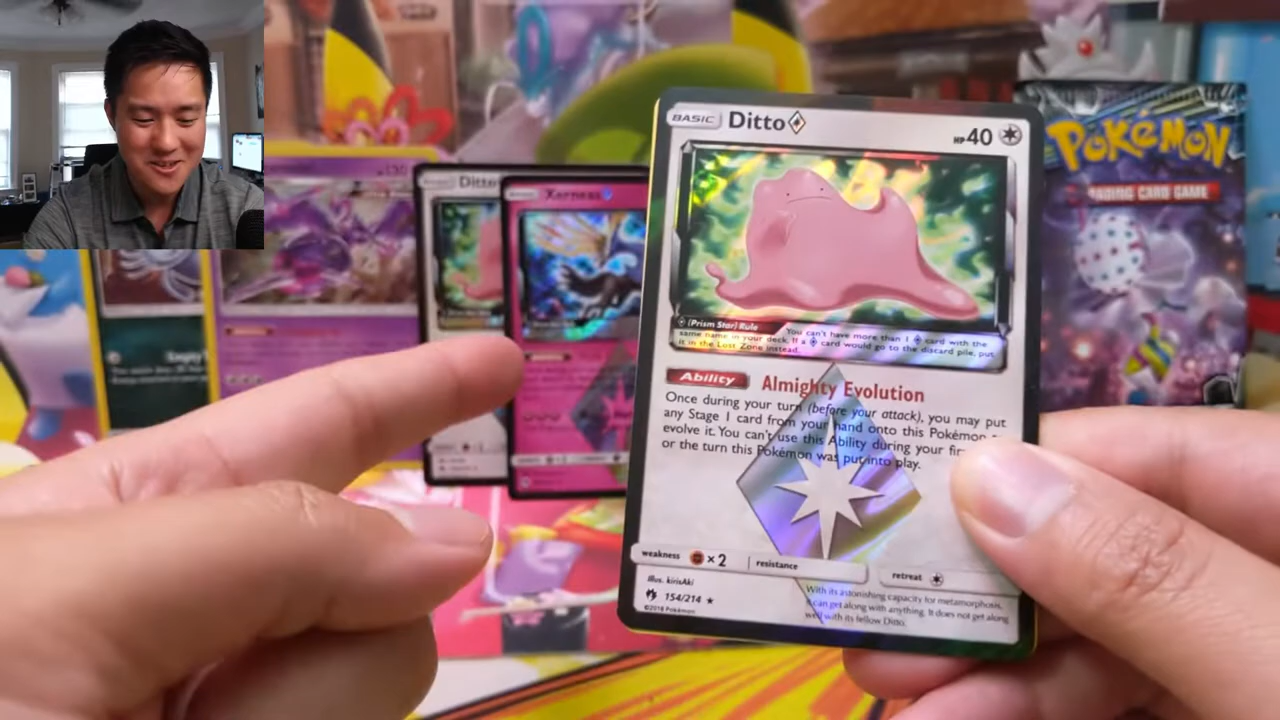 BASIC Ditto HP 40
(Prism Star) Rule You can't have more than 1 card with the
same name in your deck. If a card would go to the discard pile, put
it in the Lost Zone instead.
Ability Almighty Evolution
Once during your turn (before your attack), you may put
any Stage 1 card from your hand onto this Pokémon
evolve it. You can't use this Ability during your
or the turn this Pokémon was put into play.
weakness ×2 resistance retreat
Illus. kirisAki
154/214
©2018 Pokémon
With its astonishing capacity for metamorphosis,
it can get along with anything. It does not get along
well with its fellow Ditto.
Ditto
Xerneas
POKÉMON
TRADING CARD GAME